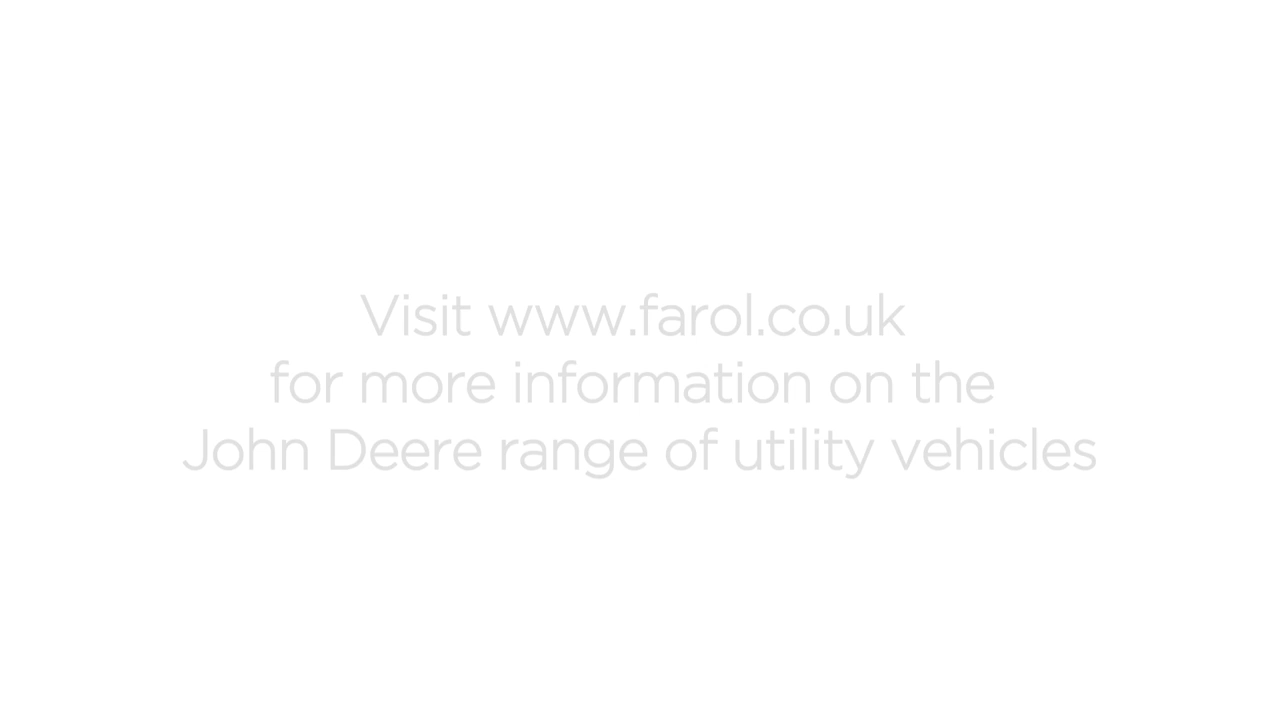 Visit www.farol.co.uk
for more information on the
John Deere range of utility vehicles